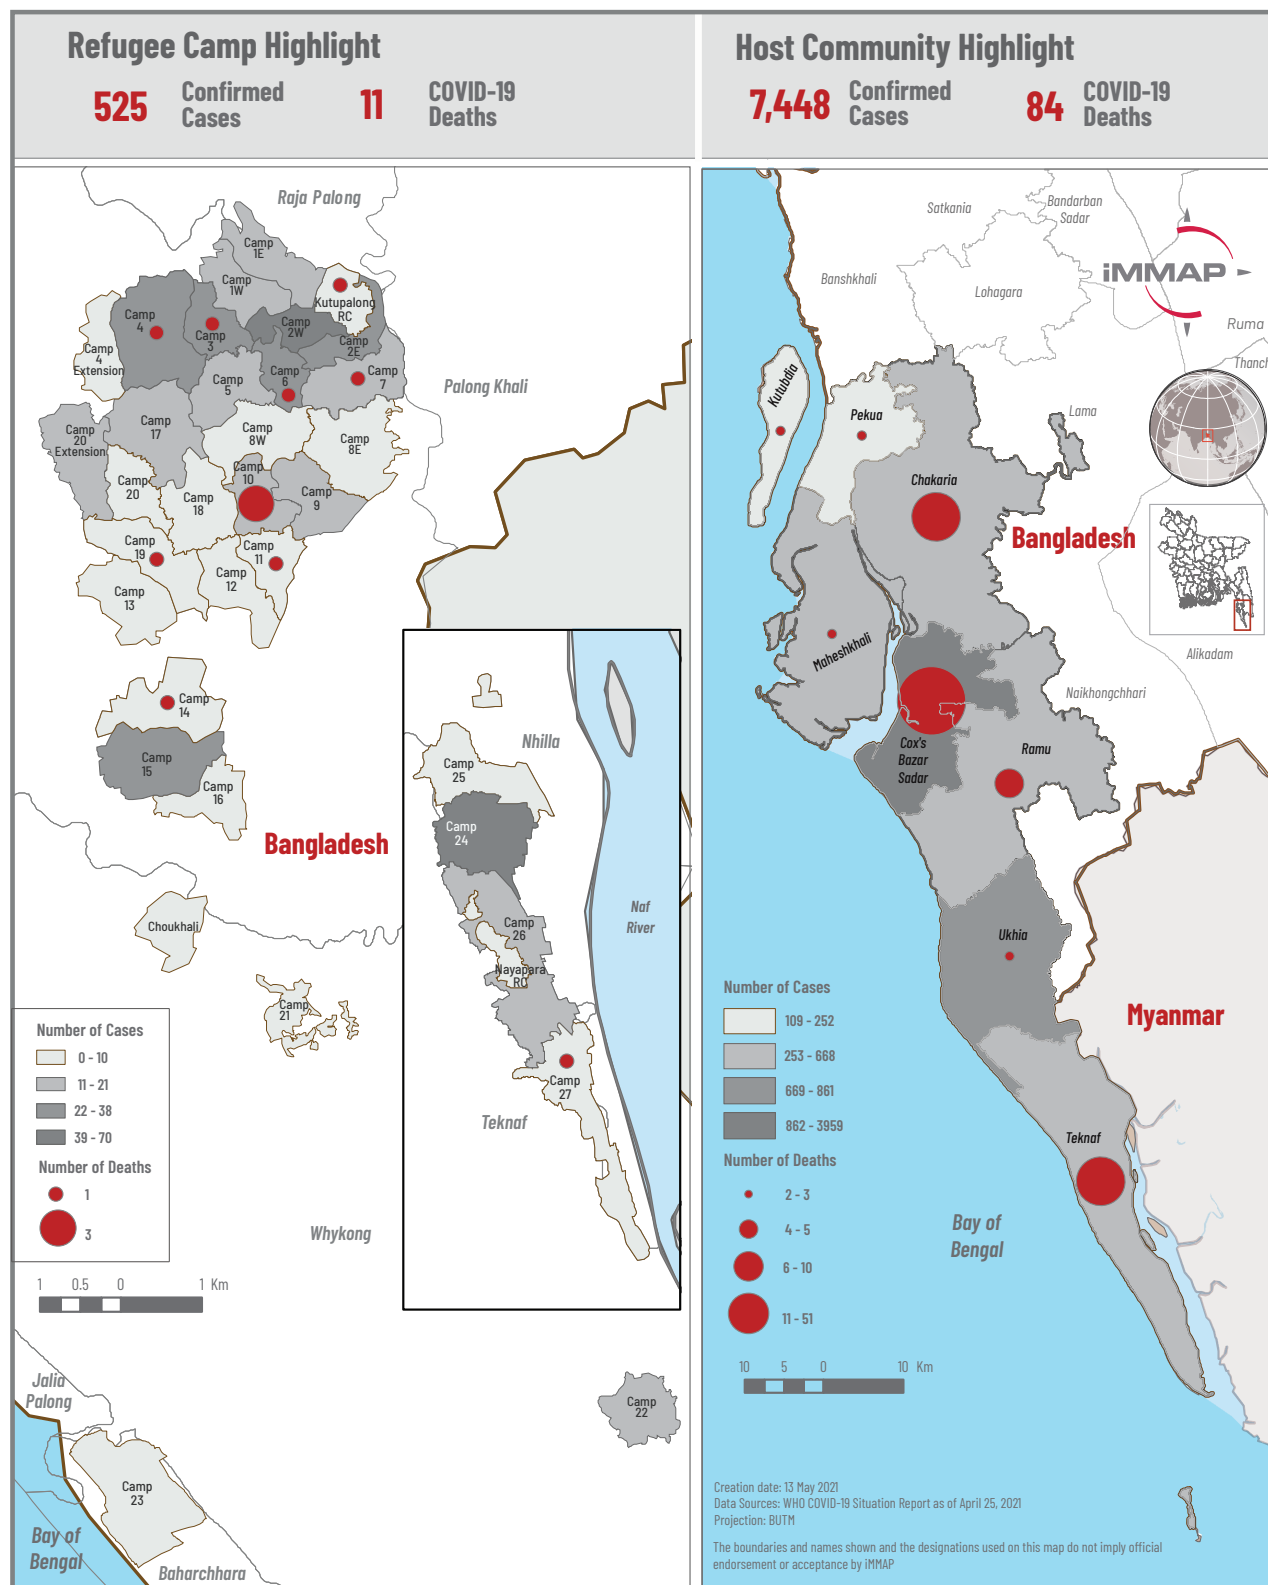 Refugee Camp Highlight
525
Confirmed
Cases
11
COVID-19
Deaths
Host Community Highlight
7,448
Confirmed
Cases
84
COVID-19
Deaths
Raja Palong
Camp
1E
Camp
1W
Kutupalong
RC
Camp
4
Camp
3
Camp
2W
Camp
2E
Camp
4
Extension
Camp
5
Camp
6
Camp
7
Palong Khali
Camp
17
Camp
20
Extension
Camp
8W
Camp
8E
Camp
10
Camp
20
Camp
18
Camp
9
Camp
19
Camp
11
Camp
12
Camp
13
Camp
14
Camp
15
Camp
16
Bangladesh
Choukhali
Camp
21
Nhilla
Camp
25
Camp
24
Camp
26
Nayapara
RC
Naf
River
Camp
27
Teknaf
Number of Cases
0 - 10
11 - 21
22 - 38
39 - 70
Number of Deaths
1
3
Whykong
1 0.5 0 1 Km
Jalia
Palong
Camp
22
Camp
23
Bay of
Bengal
Baharchhara
Satkania
Bandarban
Sadar
Banshkhali
Lohagara
iMMAP
Ruma
Thanch
Kutubdia
Pekua
Lama
Chakaria
Bangladesh
Maheshkhali
Alikadam
Naikhongchhari
Cox's
Bazar
Sadar
Ramu
Ukhia
Myanmar
Number of Cases
109 - 252
253 - 668
669 - 861
862 - 3959
Number of Deaths
2 - 3
4 - 5
6 - 10
11 - 51
Teknaf
Bay of
Bengal
10 5 0 10 Km
Creation date: 13 May 2021
Data Sources: WHO COVID-19 Situation Report as of April 25, 2021
Projection: BUTM
The boundaries and names shown and the designations used on this map do not imply official
endorsement or acceptance by iMMAP